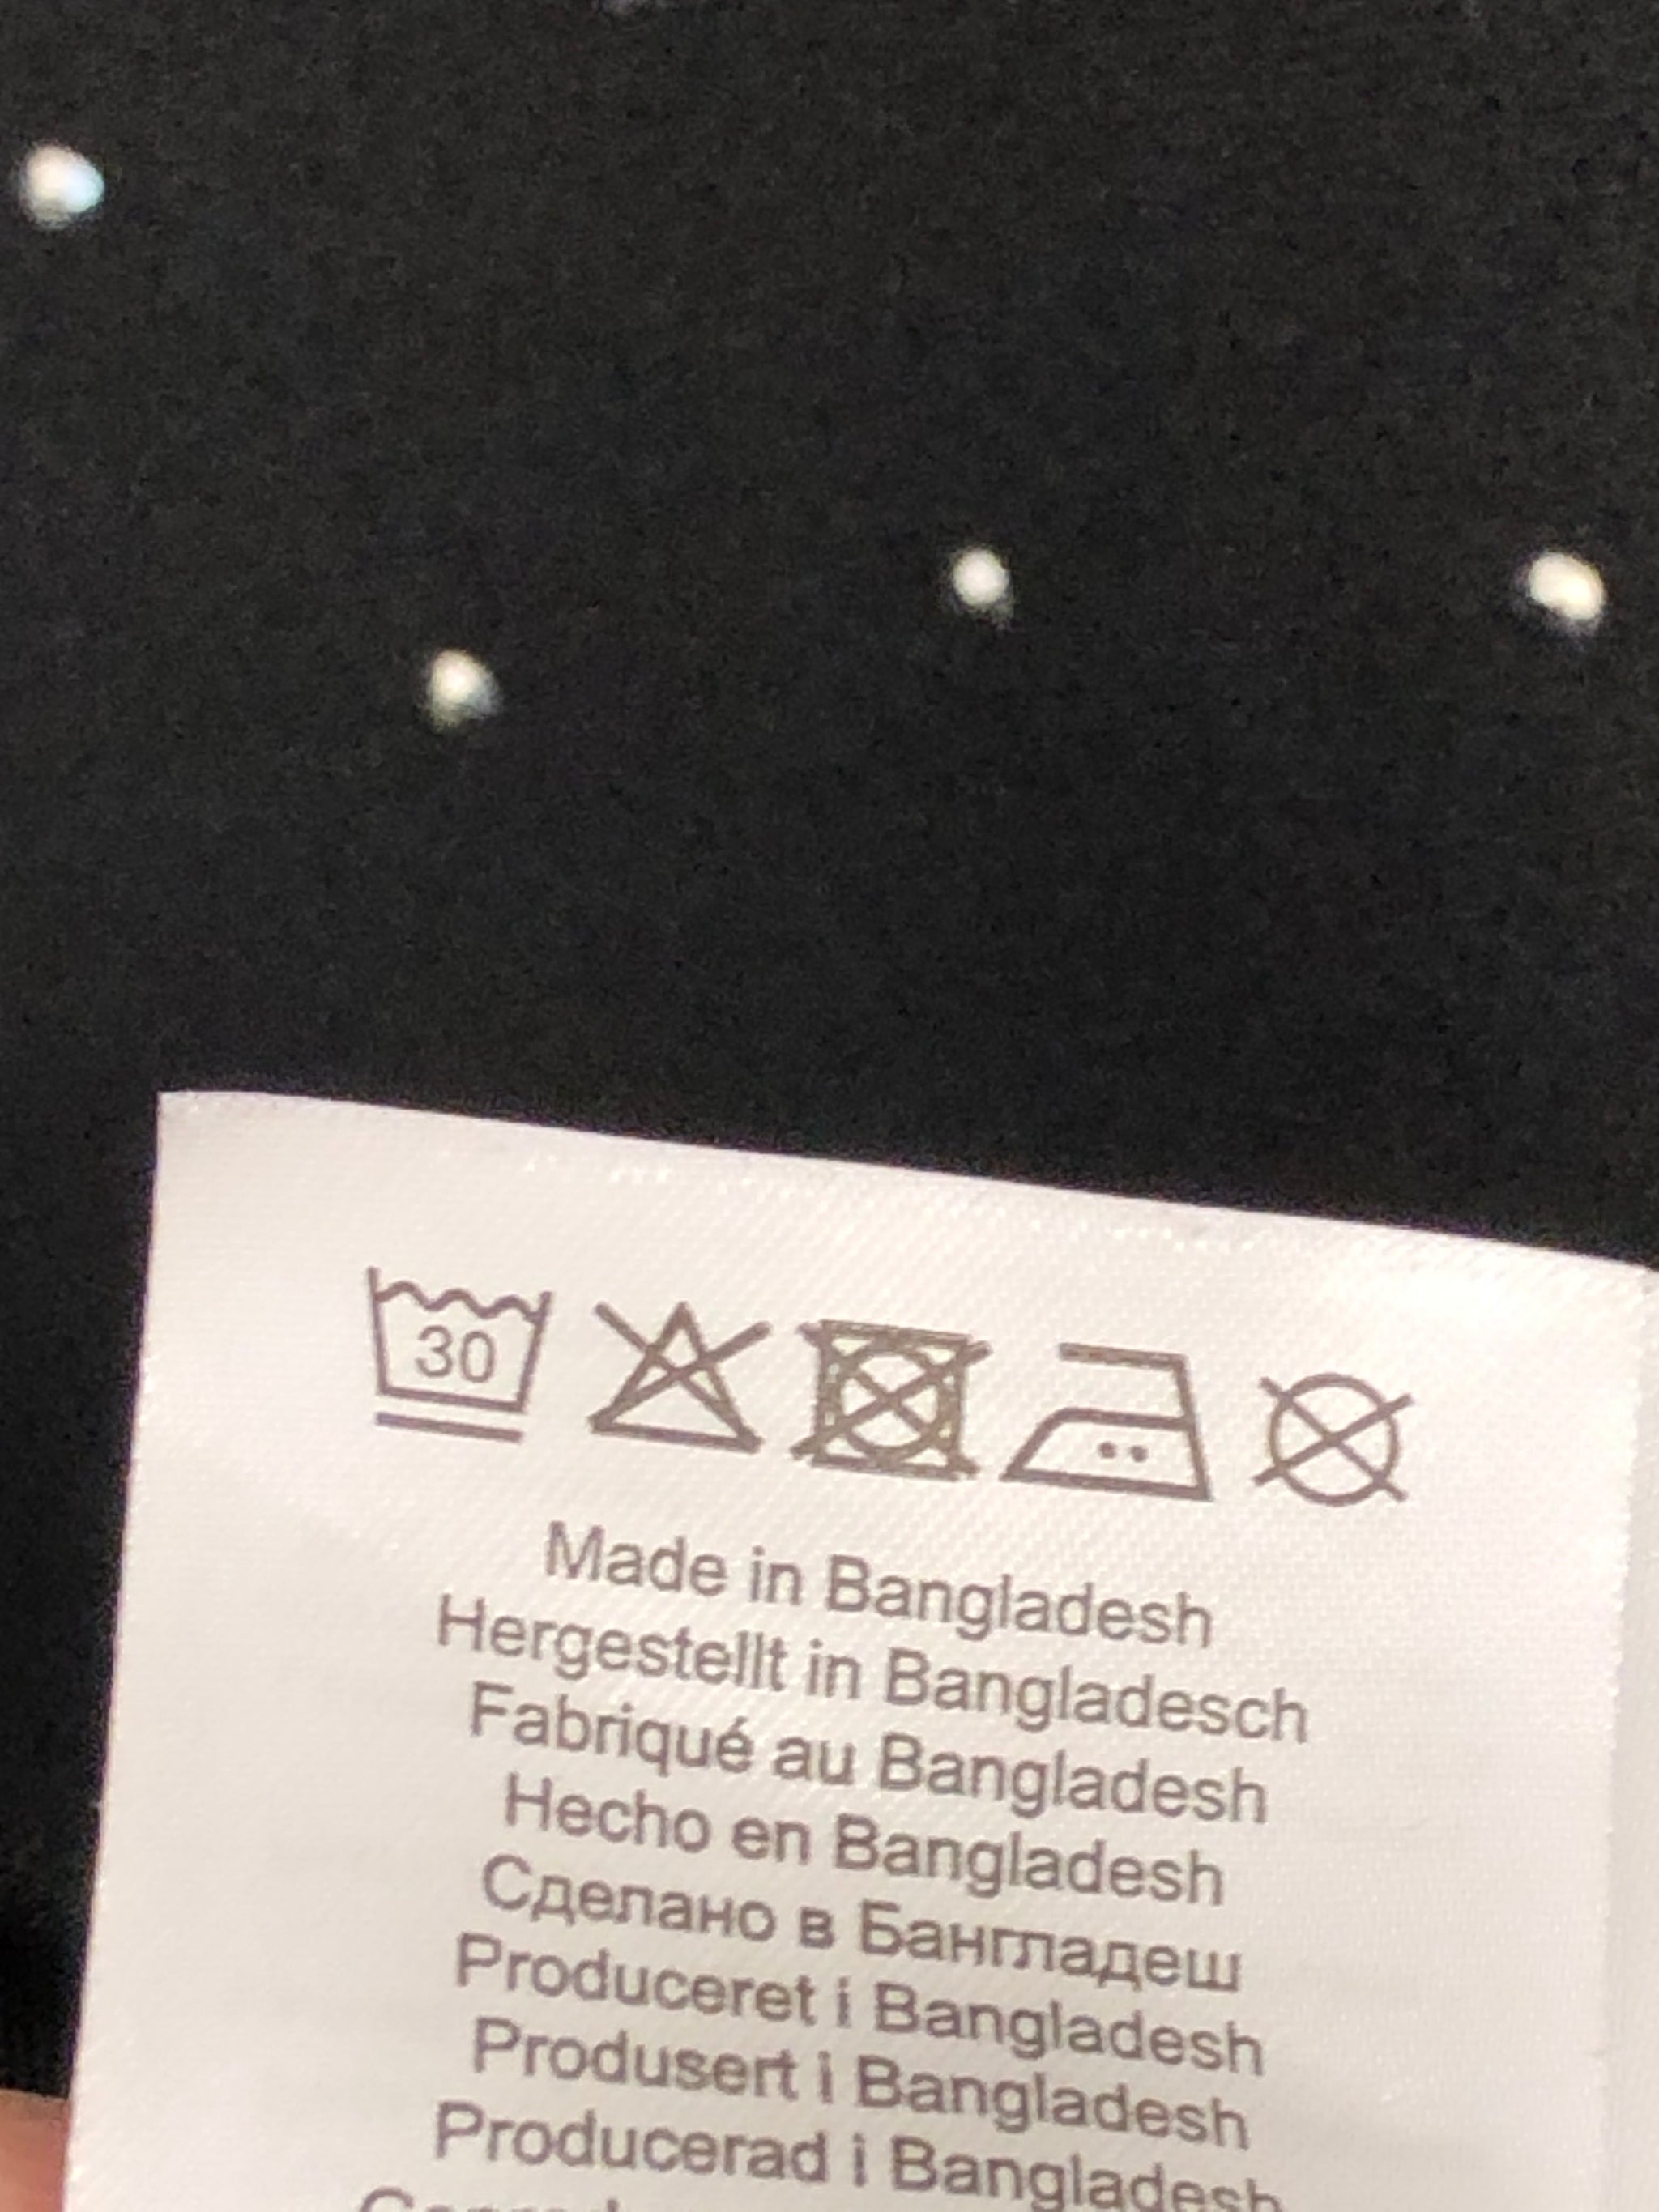 30
Made in Bangladesh
Hergestellt in Bangladesch
Fabriqué au Bangladesh
Hecho en Bangladesh
Сделано в Бангладеш
Produceret i Bangladesh
Produsert i Bangladesh
Producerad i Bangladesh